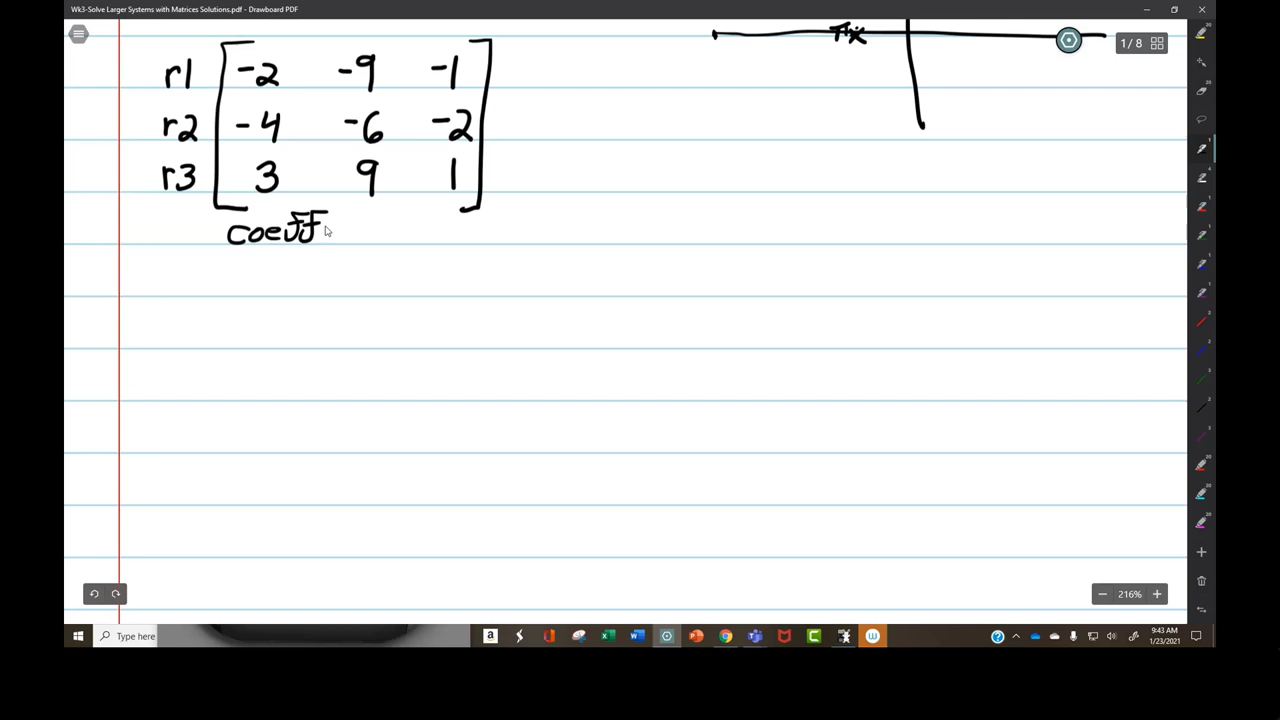 Wk3-Solve Larger Systems with Matrices Solutions.pdf - Drawboard PDF
1 / 8
r1 -2 -9 -1
r2 -4 -6 -2
r3 3 9 1
coeff
216%
Type here
9:43 AM
1/23/2021